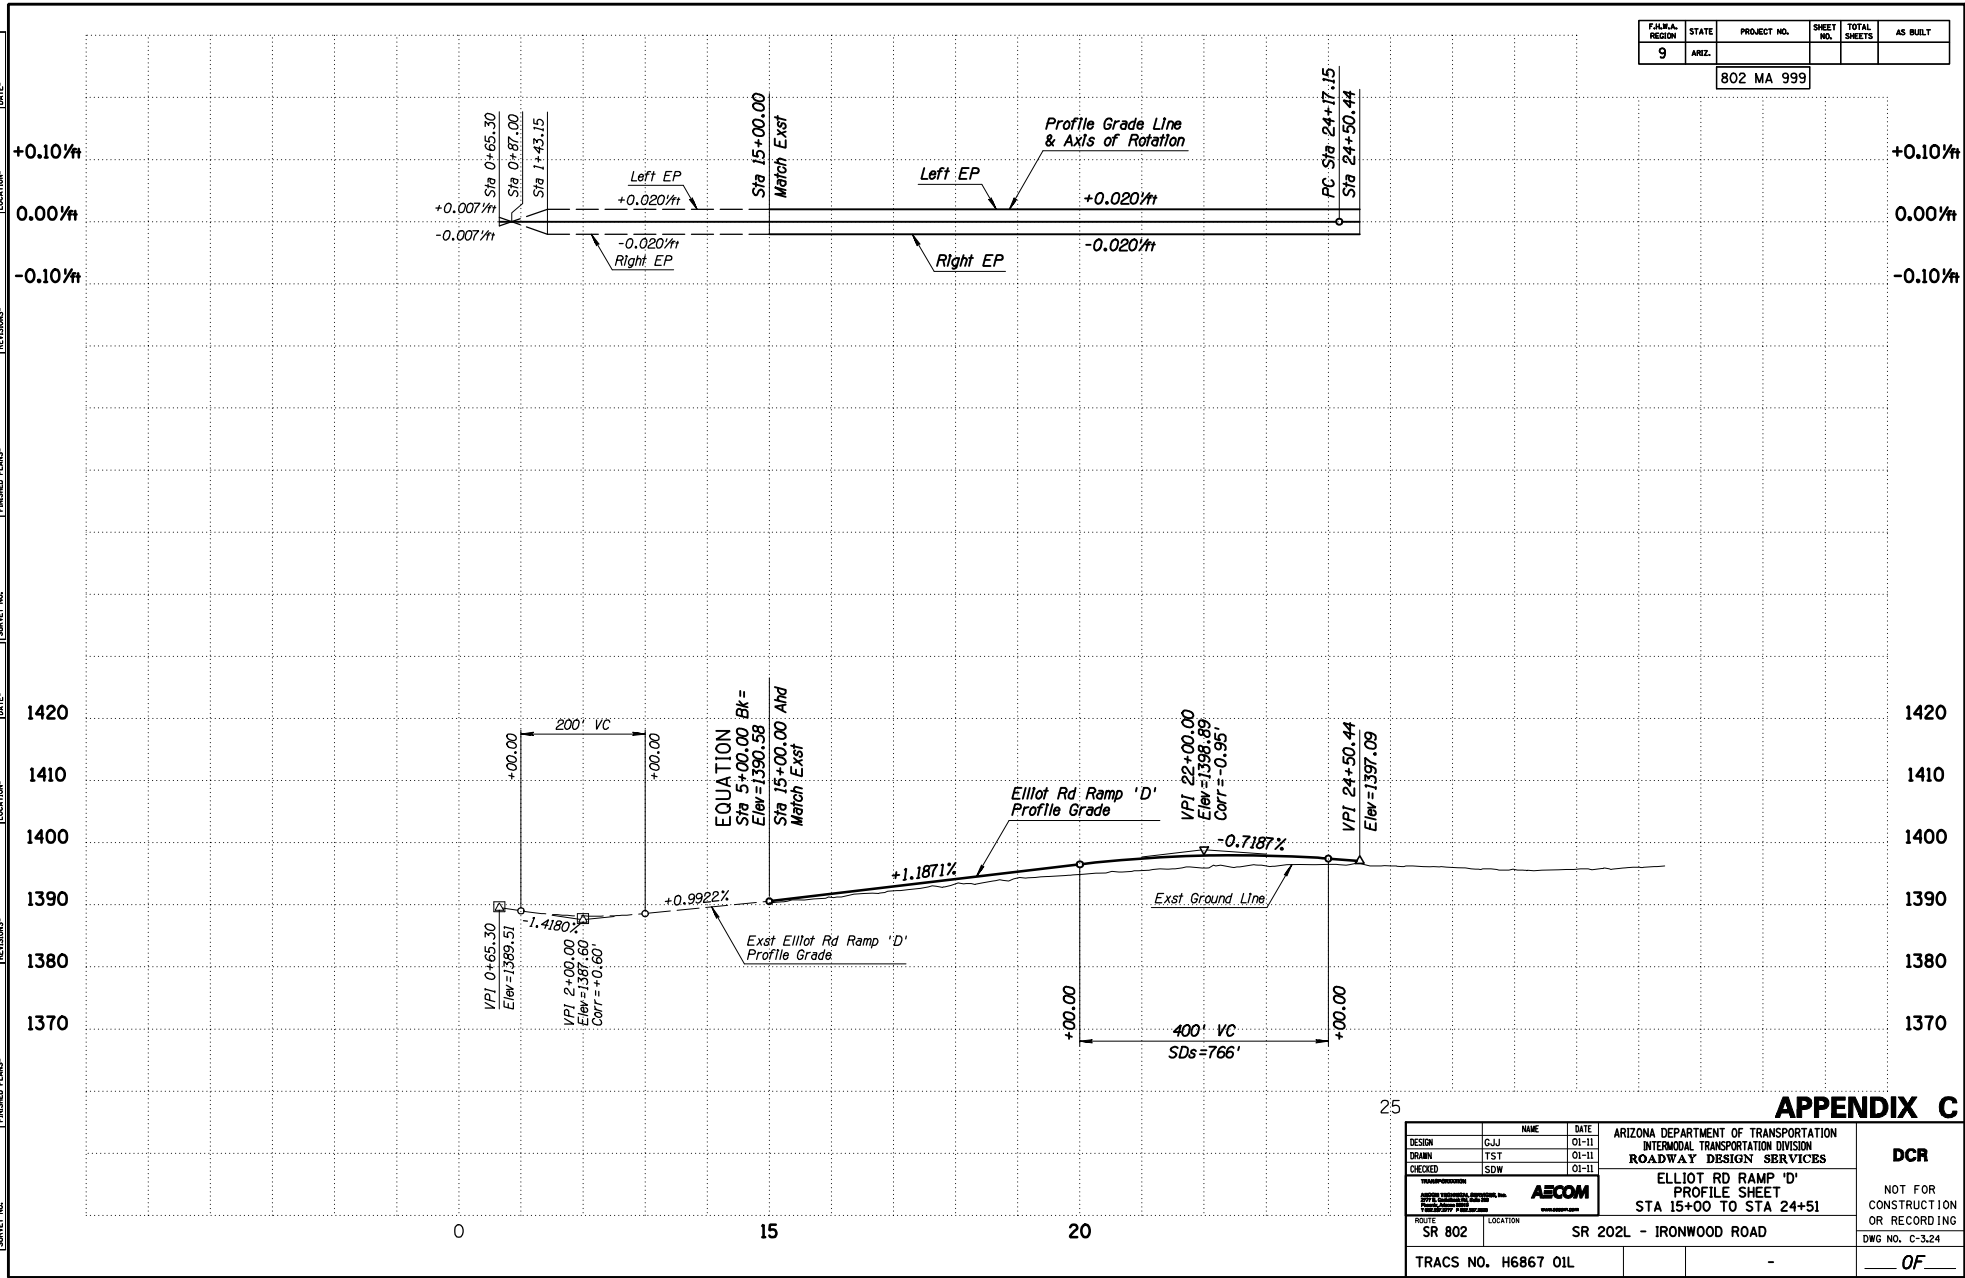 F.H.W.A. REGION STATE PROJECT NO. SHEET NO. TOTAL SHEETS AS BUILT
9 ARIZ.
802 MA 999
+0.10'/ft
0.00'/ft
-0.10'/ft
+0.10'/ft
0.00'/ft
-0.10'/ft
Sta 0+65.30
Sta 0+87.00
Sta 1+43.15
+0.007'/ft
-0.007'/ft
Left EP
+0.020'/ft
-0.020'/ft
Right EP
Sta 15+00.00
Match Exst
Left EP
Profile Grade Line
& Axis of Rotation
+0.020'/ft
-0.020'/ft
Right EP
PC Sta 24+17.15
Sta 24+50.44
1420
1410
1400
1390
1380
1370
1420
1410
1400
1390
1380
1370
200' VC
+00.00
+00.00
EQUATION
Sta 5+00.00 Bk=
Elev=1390.58
Sta 15+00.00 Ahd
Match Exst
Elliot Rd Ramp 'D'
Profile Grade
VPI 22+00.00
Elev=1398.89
Corr=-0.95'
-0.7187%
VPI 24+50.44
Elev=1397.09
+1.1871%
+0.9922%
-1.4180%
Exst Ground Line
Exst Elliot Rd Ramp 'D'
Profile Grade
VPI 0+65.30
Elev=1389.51
VPI 2+00.00
Elev=1387.60
Corr=+0.60'
+00.00
+00.00
400' VC
SDs=766'
0
15
20
25
APPENDIX C
NAME DATE
DESIGN GJJ 01-11
DRAWN TST 01-11
CHECKED SDW 01-11
TRANSPORTATION
AECOM
ARIZONA DEPARTMENT OF TRANSPORTATION
INTERMODAL TRANSPORTATION DIVISION
ROADWAY DESIGN SERVICES
ELLIOT RD RAMP 'D'
PROFILE SHEET
STA 15+00 TO STA 24+51
DCR
NOT FOR
CONSTRUCTION
OR RECORDING
ROUTE
SR 802
LOCATION
SR 202L - IRONWOOD ROAD
DWG NO. C-3.24
TRACS NO. H6867 01L
-
OF